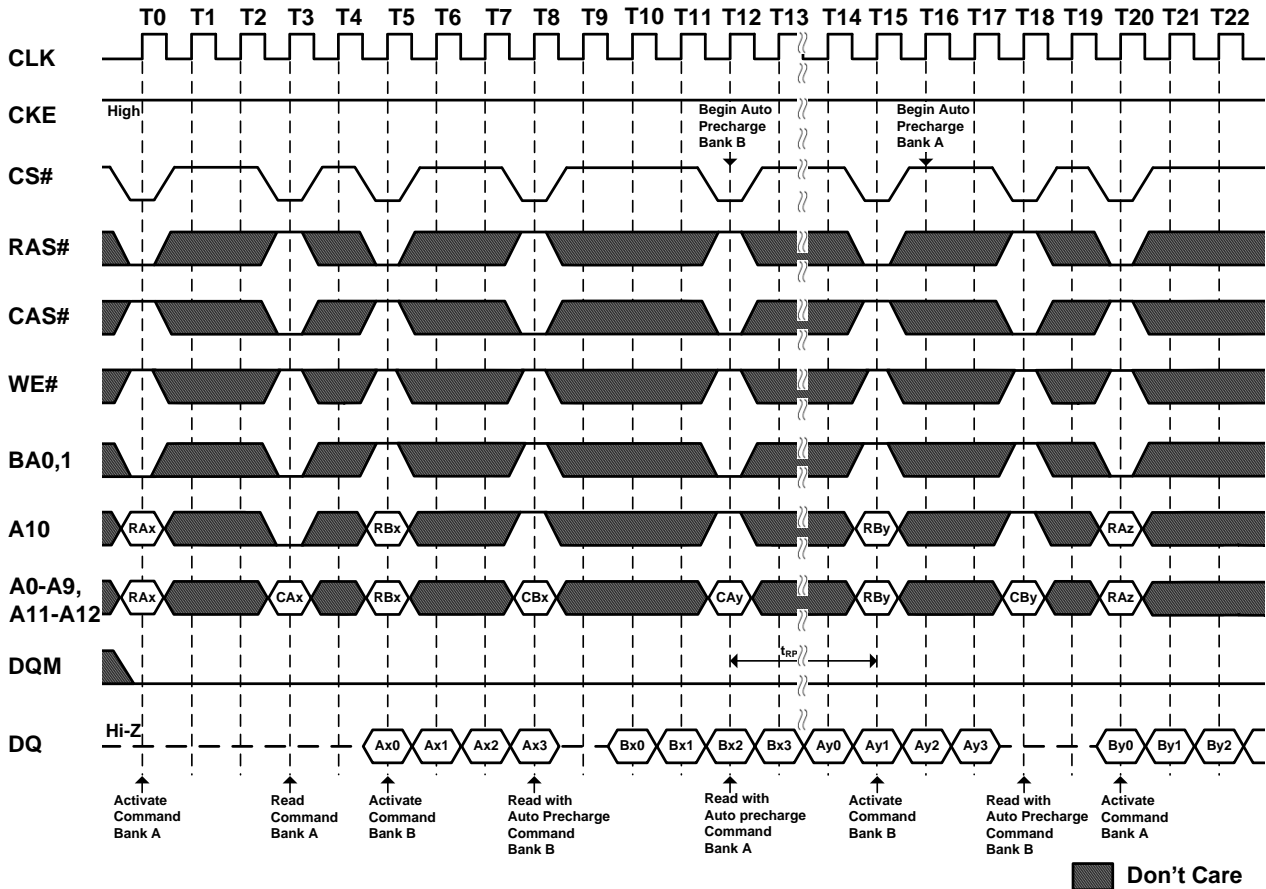 T0 T1 T2 T3 T4 T5 T6 T7 T8 T9 T10 T11 T12 T13 T14 T15 T16 T17 T18 T19 T20 T21 T22
CLK
CKE
High
Begin Auto
Precharge
Bank B
Begin Auto
Precharge
Bank A
CS#
RAS#
CAS#
WE#
BA0,1
A10
RAx RBx RBy RAz
A0-A9,
A11-A12
RAx CAx RBx CBx CAy RBy CBy RAz
DQM
tRP
DQ
Hi-Z
Ax0 Ax1 Ax2 Ax3 Bx0 Bx1 Bx2 Bx3 Ay0 Ay1 Ay2 Ay3 By0 By1 By2
Activate
Command
Bank A
Read
Command
Bank A
Activate
Command
Bank B
Read with
Auto Precharge
Command
Bank B
Read with
Auto precharge
Command
Bank A
Activate
Command
Bank B
Read with
Auto Precharge
Command
Bank B
Activate
Command
Bank A
Don't Care